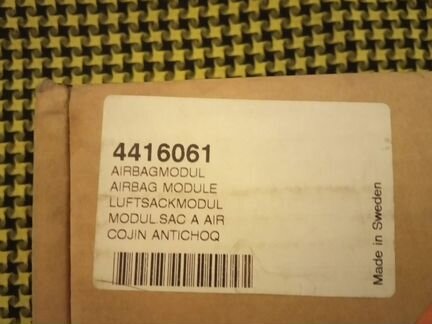 4416061
AIRBAGMODUL
AIRBAG MODULE
LUFTSACKMODUL
MODUL.SAC A AIR
COJIN ANTICHOQ
Made in Sweden